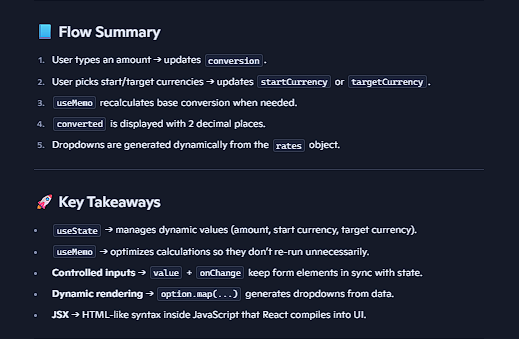 📘 Flow Summary
1. User types an amount → updates conversion.
2. User picks start/target currencies → updates startCurrency or targetCurrency.
3. useMemo recalculates base conversion when needed.
4. converted is displayed with 2 decimal places.
5. Dropdowns are generated dynamically from the rates object.
🚀 Key Takeaways
• useState → manages dynamic values (amount, start currency, target currency).
• useMemo → optimizes calculations so they don't re-run unnecessarily.
• Controlled inputs → value + onChange keep form elements in sync with state.
• Dynamic rendering → option.map(...) generates dropdowns from data.
• JSX → HTML-like syntax inside JavaScript that React compiles into UI.